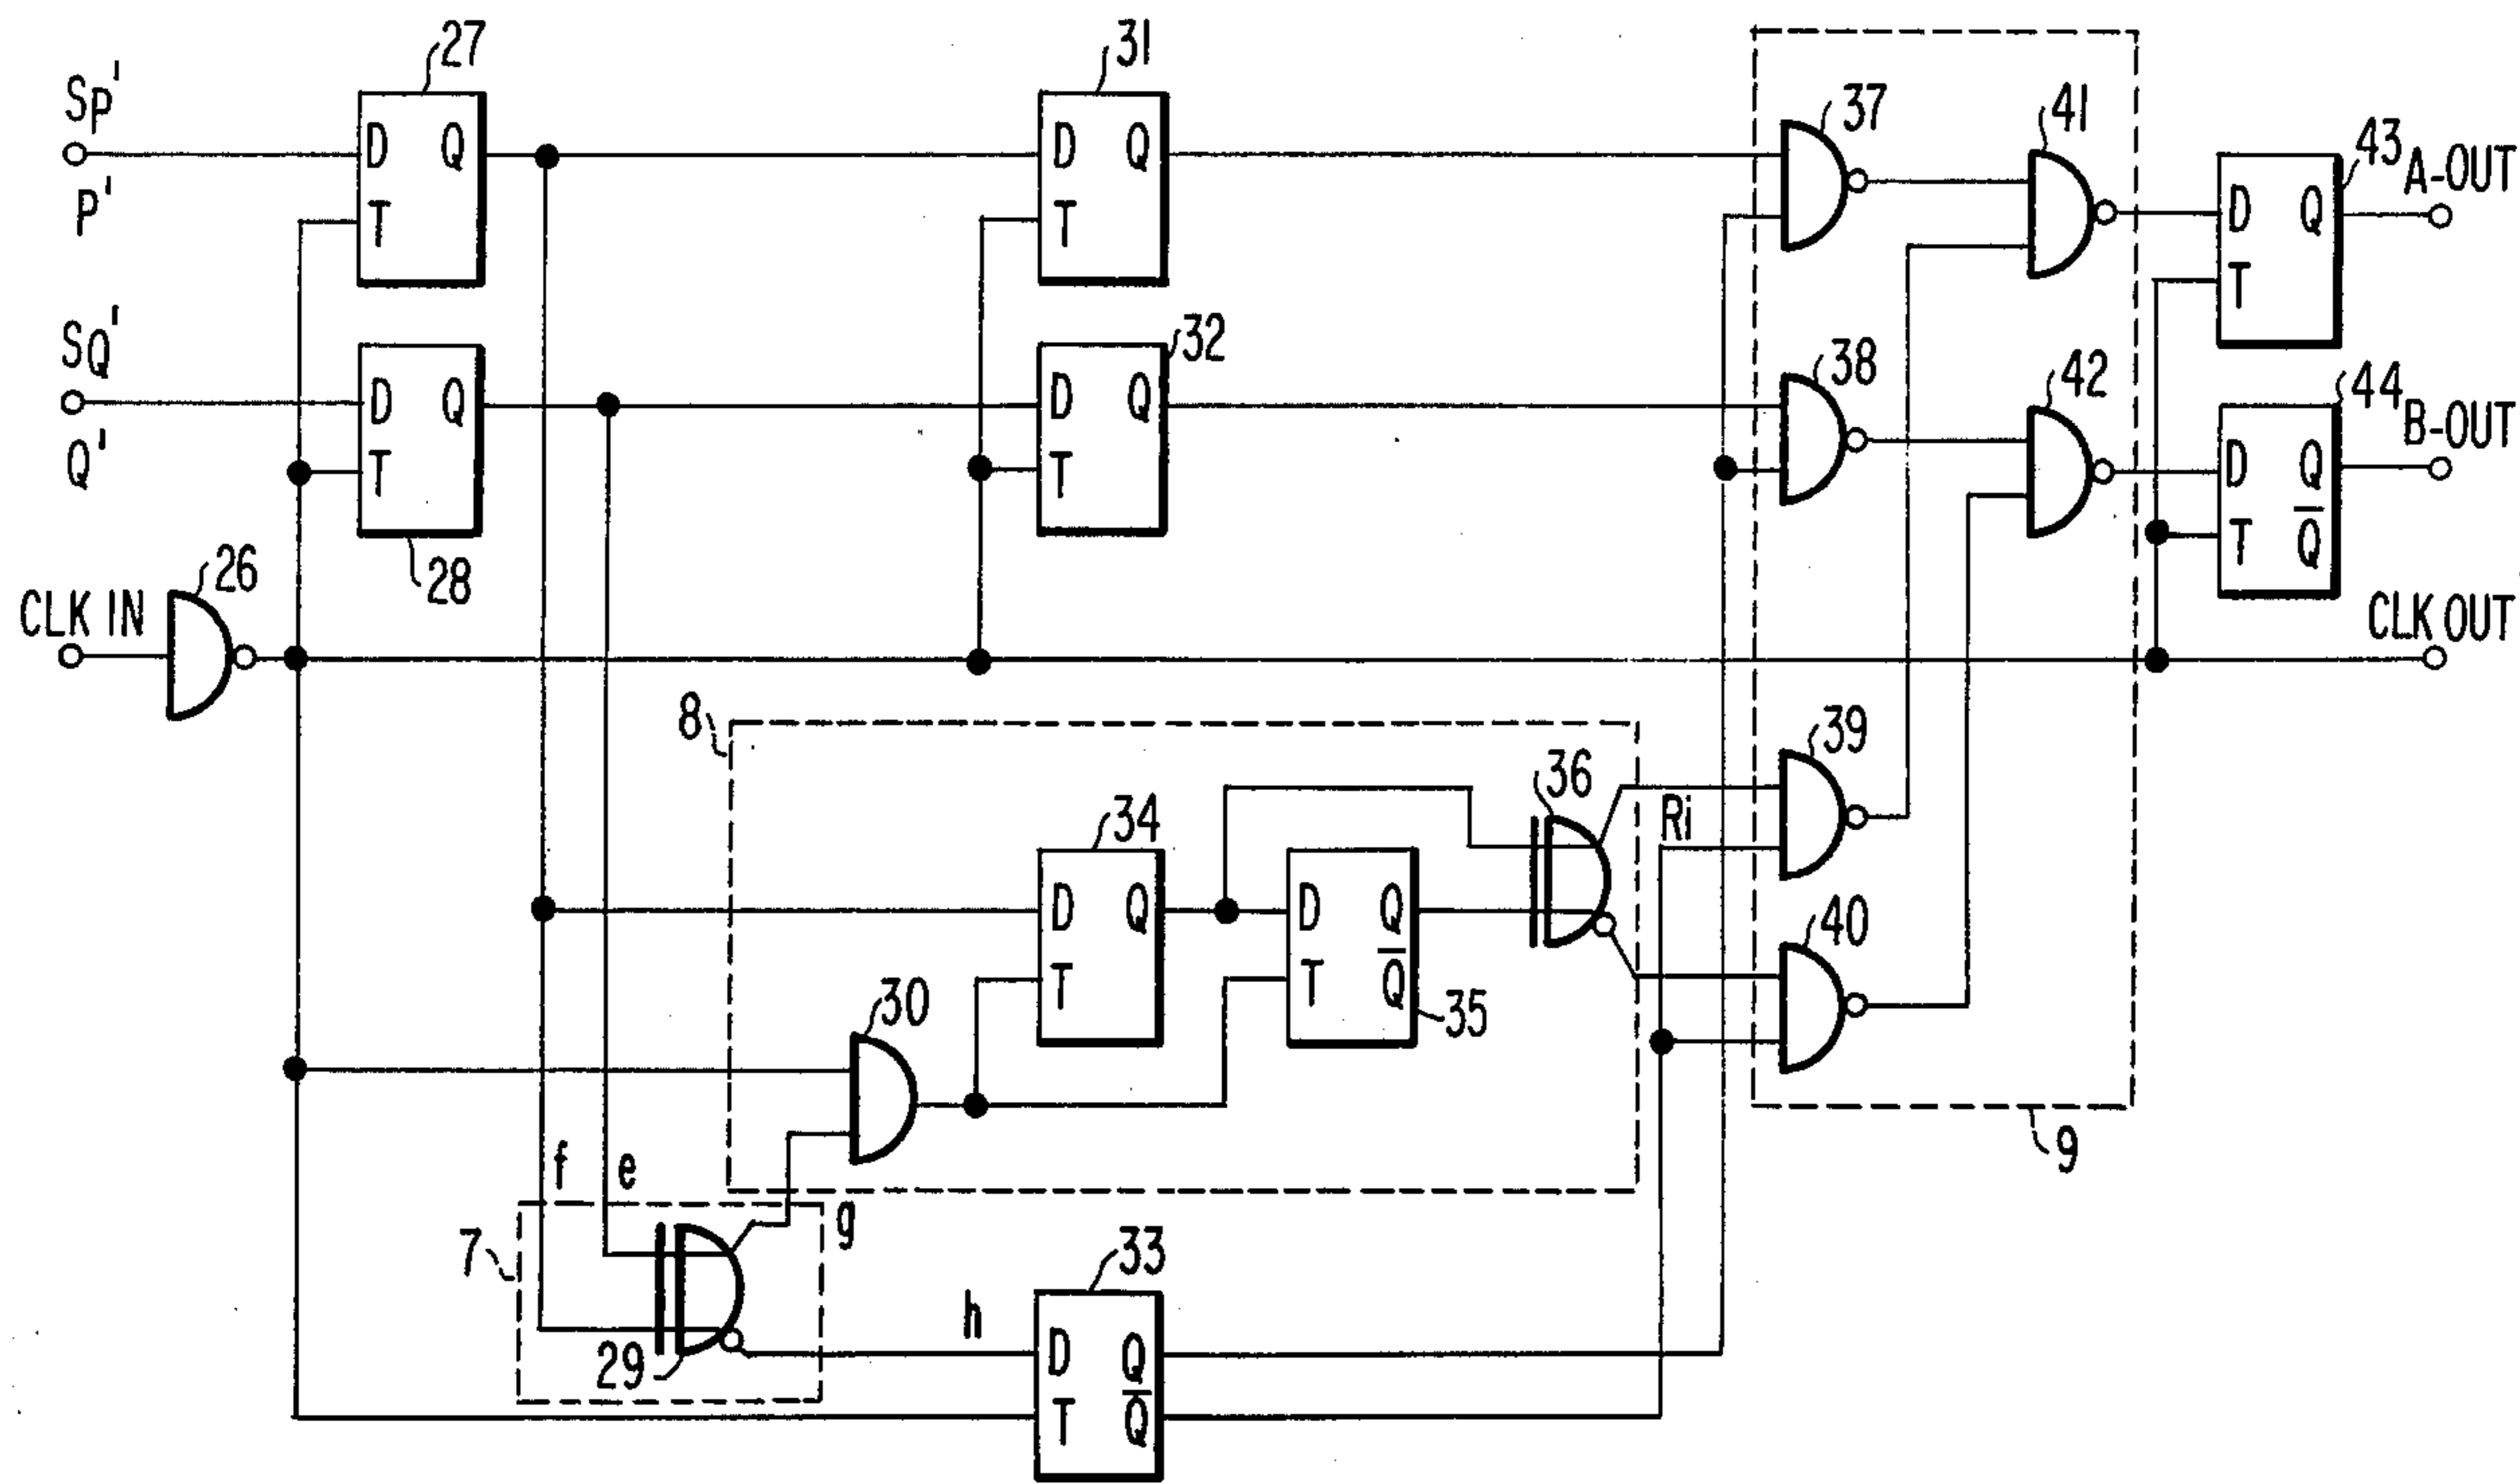 27
31
SP'
37
41
43
A-OUT
D Q
D Q
D Q
P'
T
T
T
SQ'
32
38
42
44
B-OUT
D Q
D Q
D Q
Q'
T
T
T Q̅
26
28
CLK IN
CLK OUT
8
39
36
34
Ri
D Q
D Q
40
T
T Q̅
30
35
9
f
e
7
g
33
h
29
D Q
T Q̅